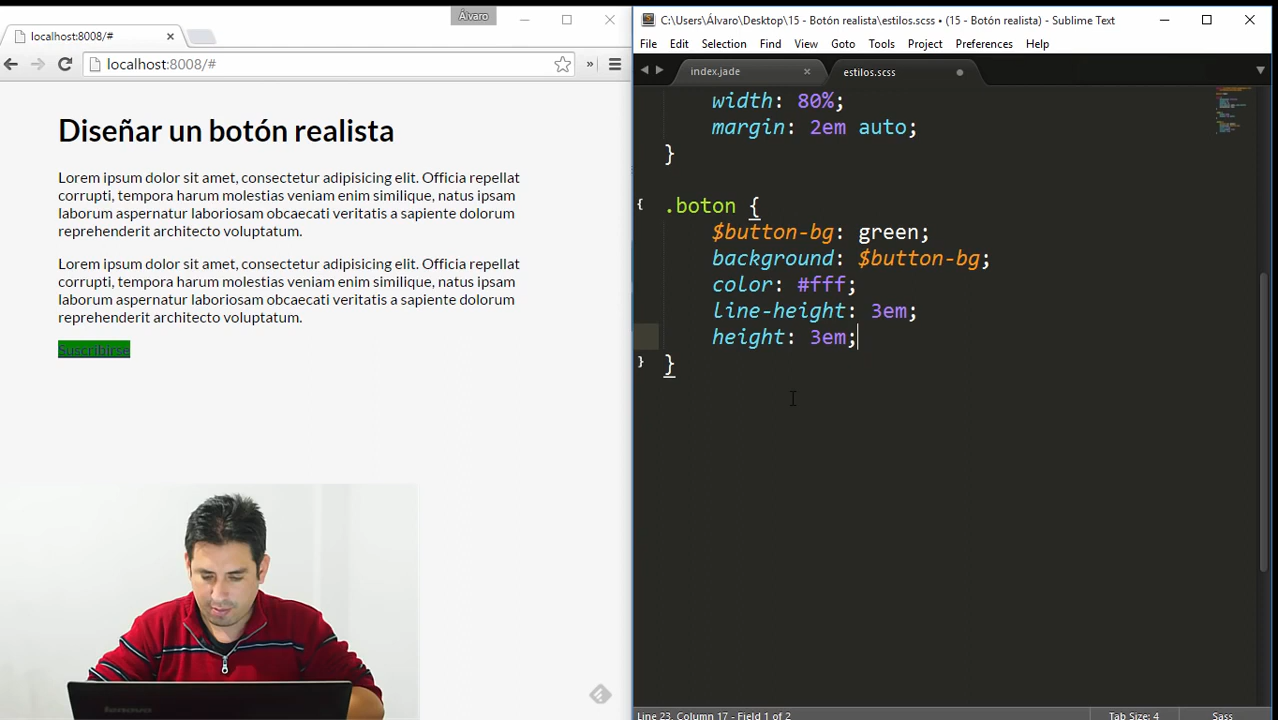 Álvaro
localhost:8008/#
localhost:8008/#
Diseñar un botón realista
Lorem ipsum dolor sit amet, consectetur adipisicing elit. Officia repellat
corrupti, tempora harum molestias veniam enim similique, natus ipsam
laborum aspernatur laboriosam obcaecati veritatis a sapiente dolorum
reprehenderit architecto voluptatum.
Lorem ipsum dolor sit amet, consectetur adipisicing elit. Officia repellat
corrupti, tempora harum molestias veniam enim similique, natus ipsam
laborum aspernatur laboriosam obcaecati veritatis a sapiente dolorum
reprehenderit architecto voluptatum.
Suscribirse
C:\Users\Álvaro\Desktop\15 - Botón realista\estilos.scss • (15 - Botón realista) - Sublime Text
File Edit Selection Find View Goto Tools Project Preferences Help
index.jade estilos.scss
width: 80%;
margin: 2em auto;
}
.boton {
$button-bg: green;
background: $button-bg;
color: #fff;
line-height: 3em;
height: 3em;
}
Line 23, Column 17 - Field 1 of 2 Tab Size: 4 Sass